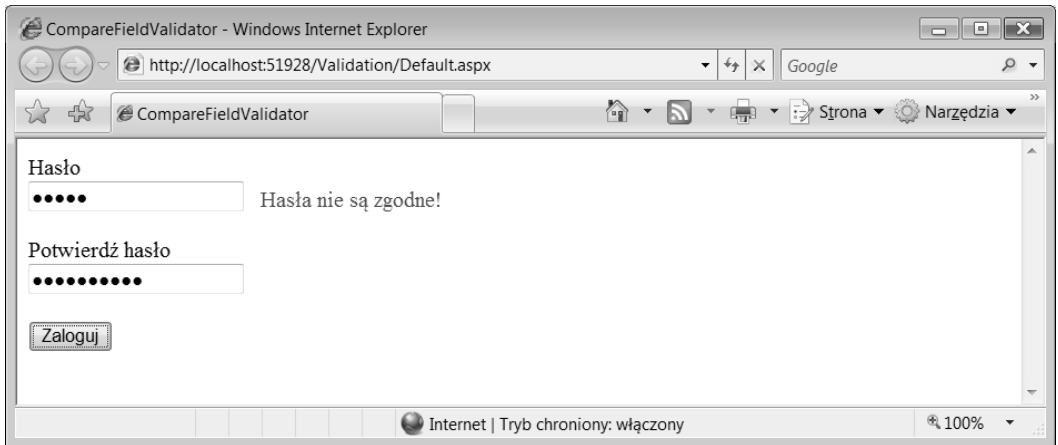 CompareFieldValidator - Windows Internet Explorer
http://localhost:51928/Validation/Default.aspx
Google
CompareFieldValidator
Strona
Narzędzia
Hasło
●●●●●
Hasła nie są zgodne!
Potwierdź hasło
●●●●●●●●●●
Zaloguj
Internet | Tryb chroniony: włączony
100%